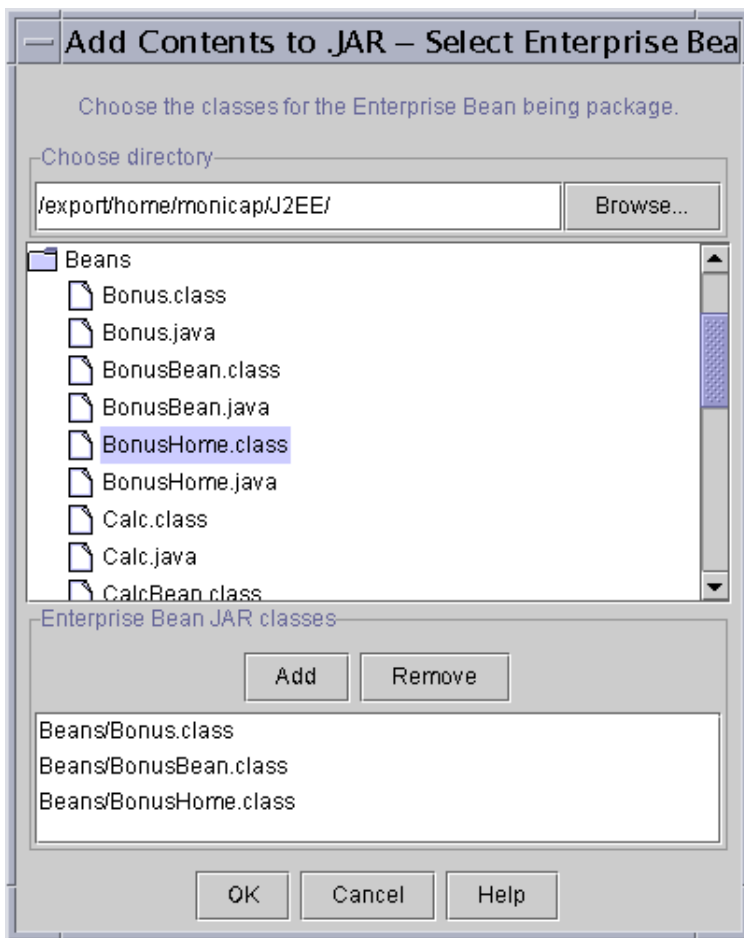 Add Contents to .JAR – Select Enterprise Bea
Choose the classes for the Enterprise Bean being package.
Choose directory
/export/home/monicap/J2EE/ Browse...
Beans
Bonus.class
Bonus.java
BonusBean.class
BonusBean.java
BonusHome.class
BonusHome.java
Calc.class
Calc.java
CalcBean.class
Enterprise Bean JAR classes
Add Remove
Beans/Bonus.class
Beans/BonusBean.class
Beans/BonusHome.class
OK Cancel Help